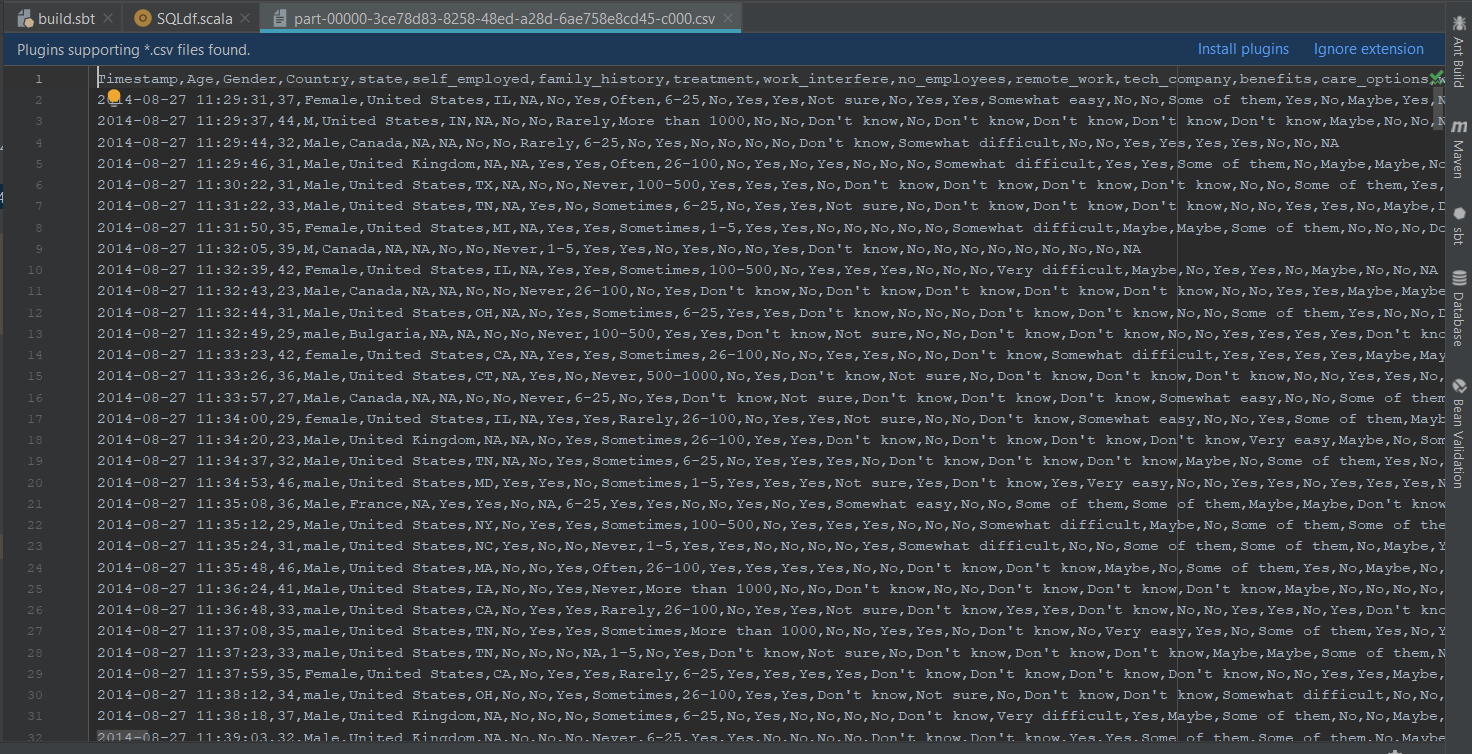 build.sbt
SQLdf.scala
part-00000-3ce78d83-8258-48ed-a28d-6ae758e8cd45-c000.csv
Plugins supporting *.csv files found.
Install plugins
Ignore extension
1 Timestamp,Age,Gender,Country,state,self_employed,family_history,treatment,work_interfere,no_employees,remote_work,tech_company,benefits,care_options,
2 2014-08-27 11:29:31,37,Female,United States,IL,NA,No,Yes,Often,6-25,No,Yes,Yes,Not sure,No,Yes,Yes,Somewhat easy,No,No,Some of them,Yes,No,Maybe,Yes,N
3 2014-08-27 11:29:37,44,M,United States,IN,NA,No,No,Rarely,More than 1000,No,No,Don't know,No,Don't know,Don't know,Don't know,Don't know,Maybe,No,No,N
4 2014-08-27 11:29:44,32,Male,Canada,NA,NA,No,No,Rarely,6-25,No,Yes,No,No,No,No,Don't know,Somewhat difficult,No,No,Yes,Yes,Yes,Yes,No,No,NA
5 2014-08-27 11:29:46,31,Male,United Kingdom,NA,NA,Yes,Yes,Often,26-100,No,Yes,No,Yes,No,No,No,Somewhat difficult,Yes,Yes,Some of them,No,Maybe,Maybe,No
6 2014-08-27 11:30:22,31,Male,United States,TX,NA,No,No,Never,100-500,Yes,Yes,Yes,No,Don't know,Don't know,Don't know,Don't know,No,No,Some of them,Yes,
7 2014-08-27 11:31:22,33,Male,United States,TN,NA,Yes,No,Sometimes,6-25,No,Yes,Yes,Not sure,No,Don't know,Don't know,Don't know,No,No,Yes,Yes,No,Maybe,D
8 2014-08-27 11:31:50,35,Female,United States,MI,NA,Yes,Yes,Sometimes,1-5,Yes,Yes,No,No,No,No,No,Somewhat difficult,Maybe,Maybe,Some of them,No,No,No,Do
9 2014-08-27 11:32:05,39,M,Canada,NA,NA,No,No,Never,1-5,Yes,Yes,No,Yes,No,No,Yes,Don't know,No,No,No,No,No,No,No,No,NA
10 2014-08-27 11:32:39,42,Female,United States,IL,NA,Yes,Yes,Sometimes,100-500,No,Yes,Yes,Yes,No,No,No,Very difficult,Maybe,No,Yes,Yes,No,Maybe,No,No,NA
11 2014-08-27 11:32:43,23,Male,Canada,NA,NA,No,No,Never,26-100,No,Yes,Don't know,No,Don't know,Don't know,Don't know,Don't know,No,No,Yes,Yes,Maybe,Maybe
12 2014-08-27 11:32:44,31,Male,United States,OH,NA,No,Yes,Sometimes,6-25,Yes,Yes,Don't know,No,No,No,Don't know,Don't know,No,No,Some of them,Yes,No,No,D
13 2014-08-27 11:32:49,29,male,Bulgaria,NA,NA,No,No,Never,100-500,Yes,Yes,Don't know,Not sure,No,No,Don't know,Don't know,No,No,Yes,Yes,Yes,Yes,Don't kno
14 2014-08-27 11:33:23,42,female,United States,CA,NA,Yes,Yes,Sometimes,26-100,No,No,Yes,Yes,No,No,Don't know,Somewhat difficult,Yes,Yes,Yes,Yes,Maybe,May
15 2014-08-27 11:33:26,36,Male,United States,CT,NA,Yes,No,Never,500-1000,No,Yes,Don't know,Not sure,No,Don't know,Don't know,Don't know,No,No,Yes,Yes,No,
16 2014-08-27 11:33:57,27,Male,Canada,NA,NA,No,No,Never,6-25,No,Yes,Don't know,Not sure,Don't know,Don't know,Don't know,Somewhat easy,No,No,Some of them
17 2014-08-27 11:34:00,29,female,United States,IL,NA,Yes,Yes,Rarely,26-100,No,Yes,Yes,Not sure,No,No,Don't know,Somewhat easy,No,No,Yes,Some of them,Mayb
18 2014-08-27 11:34:20,23,Male,United Kingdom,NA,NA,No,Yes,Sometimes,26-100,Yes,Yes,Don't know,No,Don't know,Don't know,Don't know,Very easy,Maybe,No,Som
19 2014-08-27 11:34:37,32,Male,United States,TN,NA,No,Yes,Sometimes,6-25,No,Yes,Yes,Yes,No,Don't know,Don't know,Don't know,Maybe,No,Some of them,Yes,No,
20 2014-08-27 11:34:53,46,male,United States,MD,Yes,Yes,No,Sometimes,1-5,Yes,Yes,Yes,Not sure,Yes,Don't know,Yes,Very easy,No,No,Yes,Yes,No,Yes,Yes,Yes,N
21 2014-08-27 11:35:08,36,Male,France,NA,Yes,Yes,No,NA,6-25,Yes,Yes,No,No,Yes,No,Yes,Somewhat easy,No,No,Some of them,Some of them,Maybe,Maybe,Don't know
22 2014-08-27 11:35:12,29,Male,United States,NY,No,Yes,Yes,Sometimes,100-500,No,Yes,Yes,Yes,No,No,No,Somewhat difficult,Maybe,No,Some of them,Some of the
23 2014-08-27 11:35:24,31,male,United States,NC,Yes,No,No,Never,1-5,Yes,Yes,No,No,No,No,Yes,Somewhat difficult,No,No,Some of them,Some of them,No,Maybe,Y
24 2014-08-27 11:35:48,46,Male,United States,MA,No,No,Yes,Often,26-100,Yes,Yes,Yes,Yes,No,No,Don't know,Don't know,Maybe,No,Some of them,Yes,No,Maybe,No
25 2014-08-27 11:36:24,41,Male,United States,IA,No,No,Yes,Never,More than 1000,No,No,Don't know,No,No,Don't know,Don't know,Don't know,Maybe,No,No,No,No,
26 2014-08-27 11:36:48,33,male,United States,CA,No,Yes,Yes,Rarely,26-100,No,Yes,Yes,Not sure,Don't know,Yes,Yes,Don't know,No,No,Yes,Yes,No,Yes,Don't kno
27 2014-08-27 11:37:08,35,male,United States,TN,No,Yes,Yes,Sometimes,More than 1000,No,No,Yes,Yes,No,Don't know,No,Very easy,Yes,No,Some of them,Yes,No,Y
28 2014-08-27 11:37:23,33,male,United States,TN,No,No,No,NA,1-5,No,Yes,Don't know,Not sure,No,Don't know,Don't know,Don't know,Maybe,Maybe,Some of them,N
29 2014-08-27 11:37:59,35,Female,United States,CA,No,Yes,Yes,Rarely,6-25,Yes,Yes,Yes,Yes,Don't know,Don't know,Don't know,Don't know,No,Yes,Yes,Maybe,
30 2014-08-27 11:38:12,34,male,United States,OH,No,No,Yes,Sometimes,26-100,Yes,Yes,Don't know,Not sure,No,Don't know,Don't know,Somewhat difficult,No,No,
31 2014-08-27 11:38:18,37,Male,United Kingdom,NA,No,No,No,Sometimes,6-25,No,Yes,No,No,No,No,Don't know,Very difficult,Yes,Maybe,Some of them,No,No,Maybe,
32 2014-08-27 11:39:03,32,Male,United Kingdom,NA,No,No,No,Never,6-25,Yes,Yes,No,No,No,Don't know,Don't know,Yes,Yes,Some of them,Some of them,No,Maybe
Ant Build
Maven
sbt
Database
Bean Validation